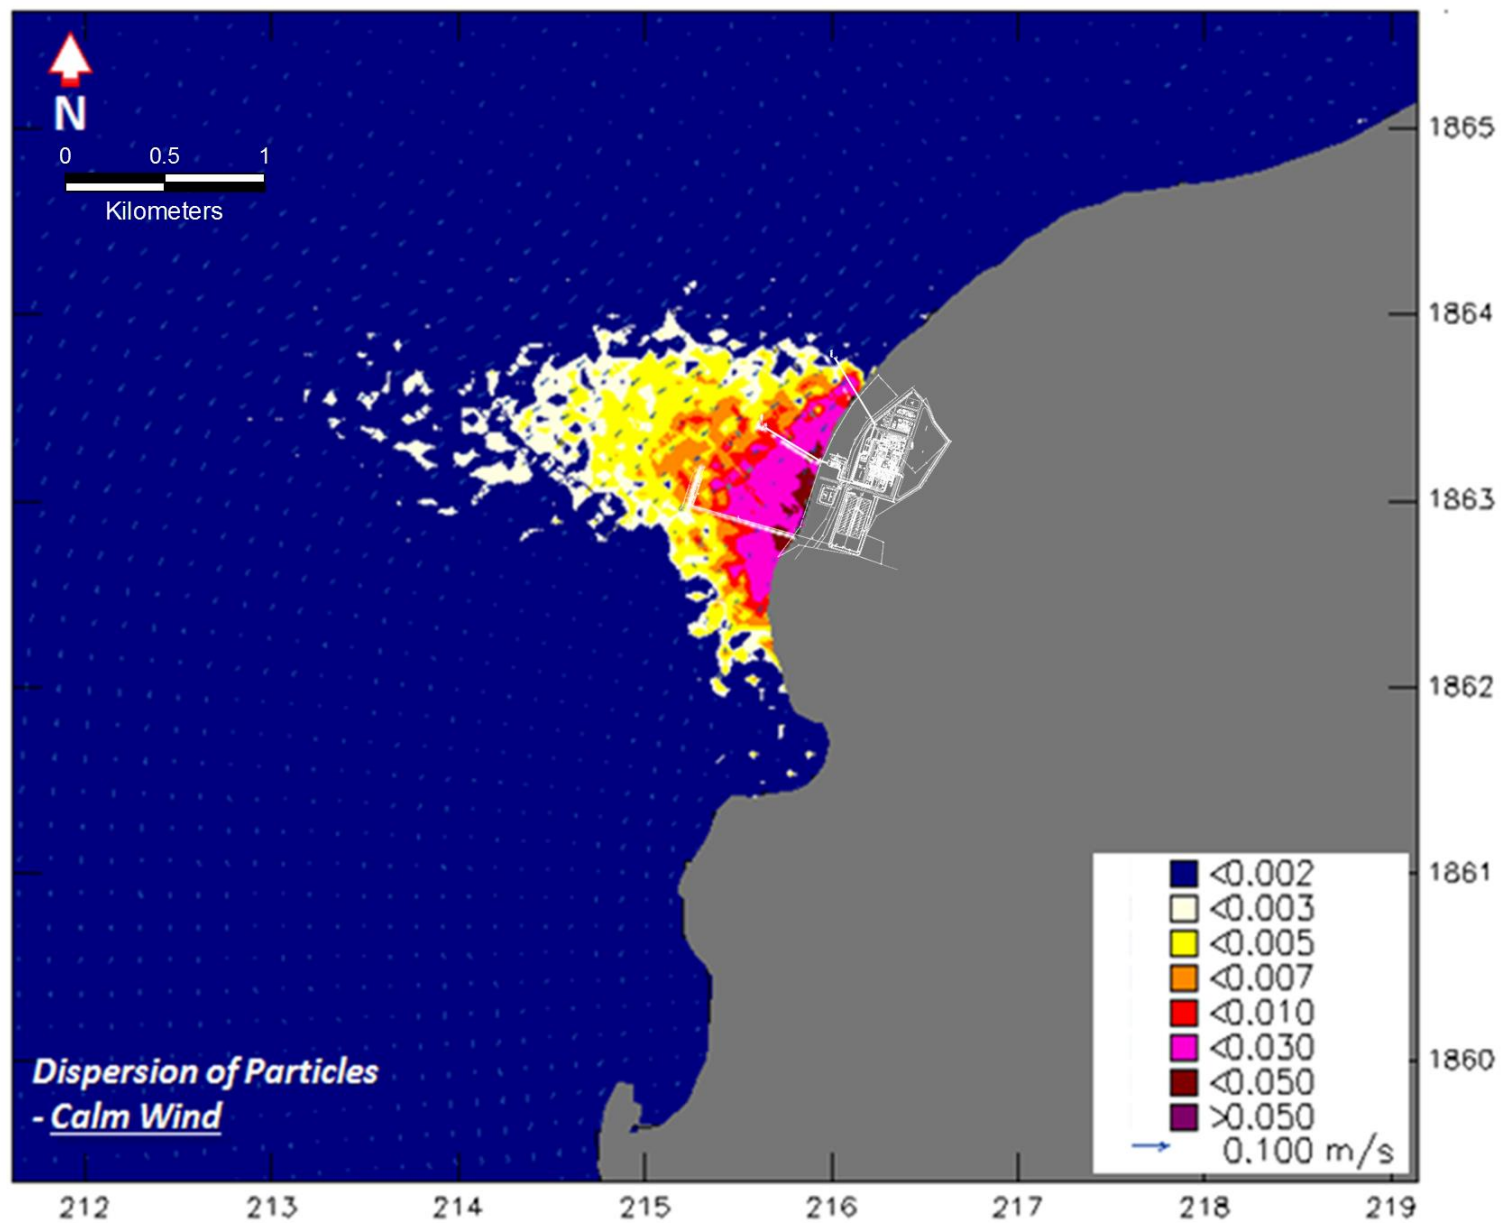 N
0 0.5 1
Kilometers
1865
1864
1863
1862
1861
1860
<0.002
<0.003
<0.005
<0.007
<0.010
<0.030
<0.050
>0.050
0.100 m/s
Dispersion of Particles
- Calm Wind
212 213 214 215 216 217 218 219